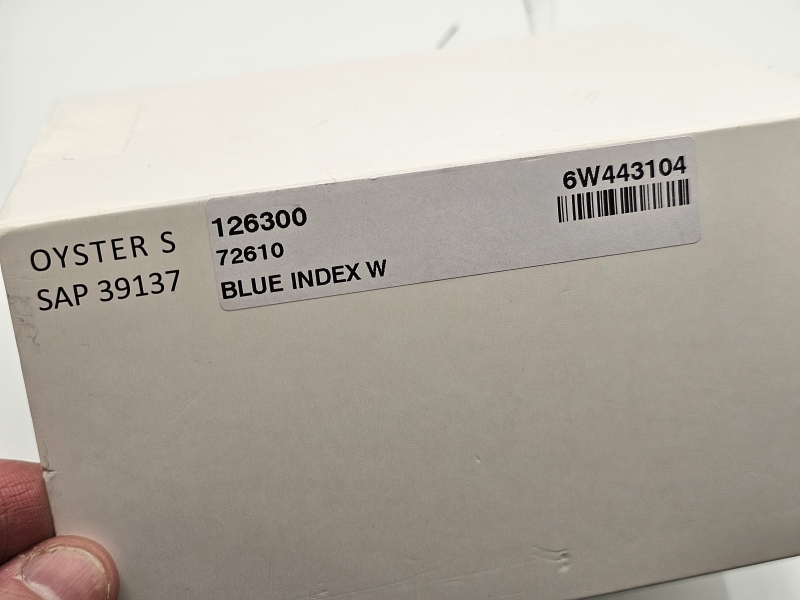 OYSTER S
SAP 39137
126300
72610
BLUE INDEX W
6W443104